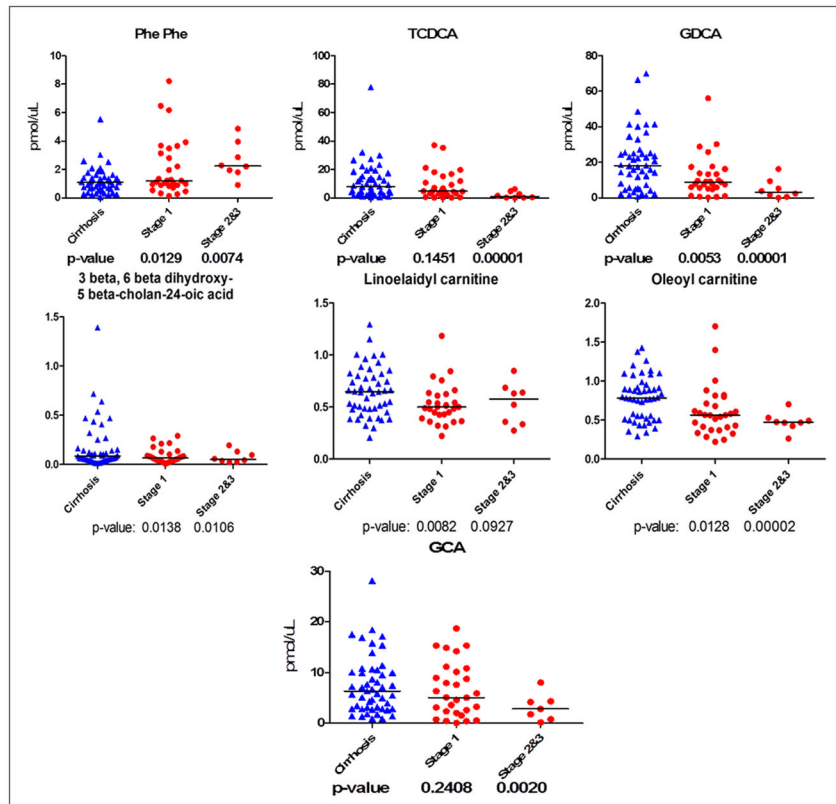 Phe Phe
pmol/uL
10
8
6
4
2
0
Cirrhosis
Stage 1
Stage 2&3
p-value 0.0129 0.0074
TCDCA
100
80
60
40
20
0
Cirrhosis
Stage 1
Stage 2&3
p-value 0.1451 0.00001
GDCA
pmol/uL
80
60
40
20
0
Cirrhosis
Stage 1
Stage 2&3
p-value 0.0053 0.00001
3 beta, 6 beta dihydroxy-
5 beta-cholan-24-oic acid
1.5
1.0
0.5
0.0
Cirrhosis
Stage 1
Stage 2&3
p-value: 0.0138 0.0106
Linoelaidyl carnitine
1.5
1.0
0.5
0.0
Cirrhosis
Stage 1
Stage 2&3
p-value: 0.0082 0.0927
Oleoyl carnitine
2.0
1.5
1.0
0.5
0.0
Cirrhosis
Stage 1
Stage 2&3
p-value: 0.0128 0.00002
GCA
pmol/uL
30
20
10
0
Cirrhosis
Stage 1
Stage 2&3
p-value 0.2408 0.0020